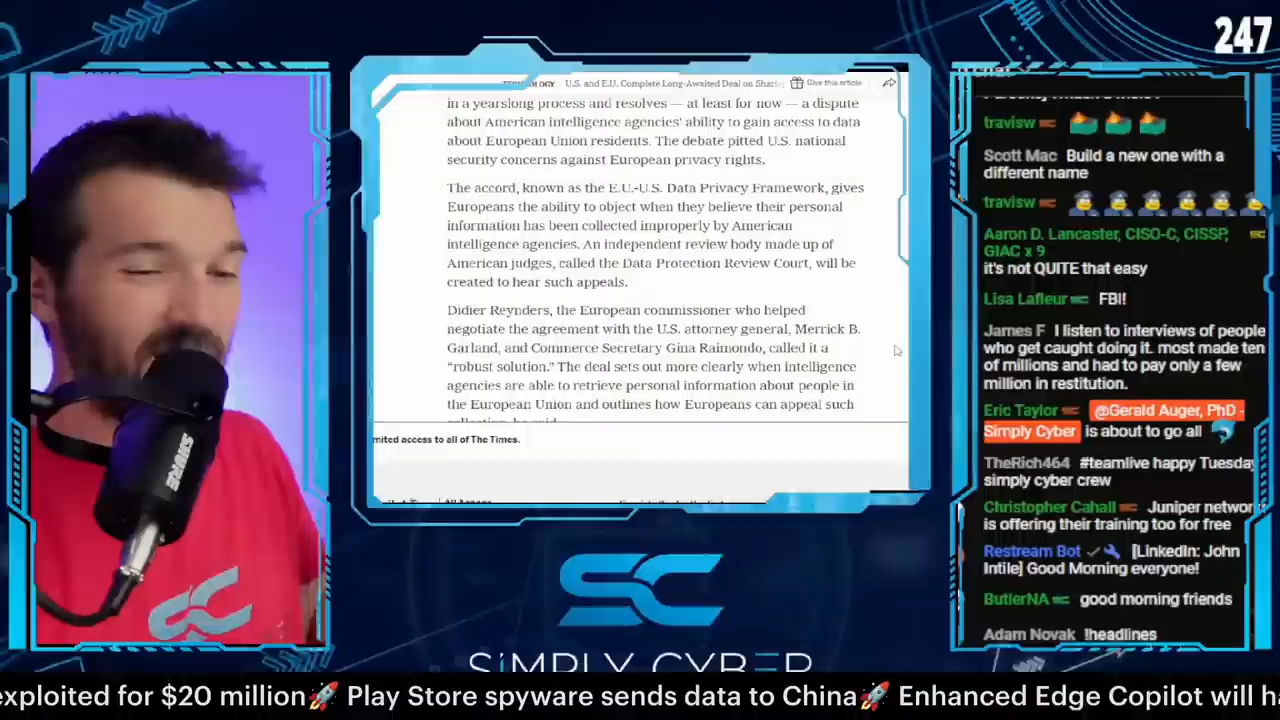 247
U.S. and E.U. Complete Long-Awaited Deal on Sharin
Give this article
in a yearslong process and resolves — at least for now — a dispute
about American intelligence agencies' ability to gain access to data
about European Union residents. The debate pitted U.S. national
security concerns against European privacy rights.
The accord, known as the E.U.-U.S. Data Privacy Framework, gives
Europeans the ability to object when they believe their personal
information has been collected improperly by American
intelligence agencies. An independent review body made up of
American judges, called the Data Protection Review Court, will be
created to hear such appeals.
Didier Reynders, the European commissioner who helped
negotiate the agreement with the U.S. attorney general, Merrick B.
Garland, and Commerce Secretary Gina Raimondo, called it a
“robust solution.” The deal sets out more clearly when intelligence
agencies are able to retrieve personal information about people in
the European Union and outlines how Europeans can appeal such
mited access to all of The Times.
travisw
Scott Mac Build a new one with a
different name
travisw
Aaron D. Lancaster, CISO-C, CISSP,
GIAC x 9
it's not QUITE that easy
Lisa Lafleur FBI!
James F I listen to interviews of people
who get caught doing it. most made ten
of millions and had to pay only a few
million in restitution.
Eric Taylor @Gerald Auger, PhD -
Simply Cyber is about to go all
TheRich464 #teamlive happy Tuesday
simply cyber crew
Christopher Cahall Juniper networ
is offering their training too for free
Restream Bot [LinkedIn: John
Intile] Good Morning everyone!
ButlerNA good morning friends
Adam Novak !headlines
SHURE
SC
SC
SIMPLY CYBER
exploited for $20 million🚀 Play Store spyware sends data to China🚀 Enhanced Edge Copilot will h